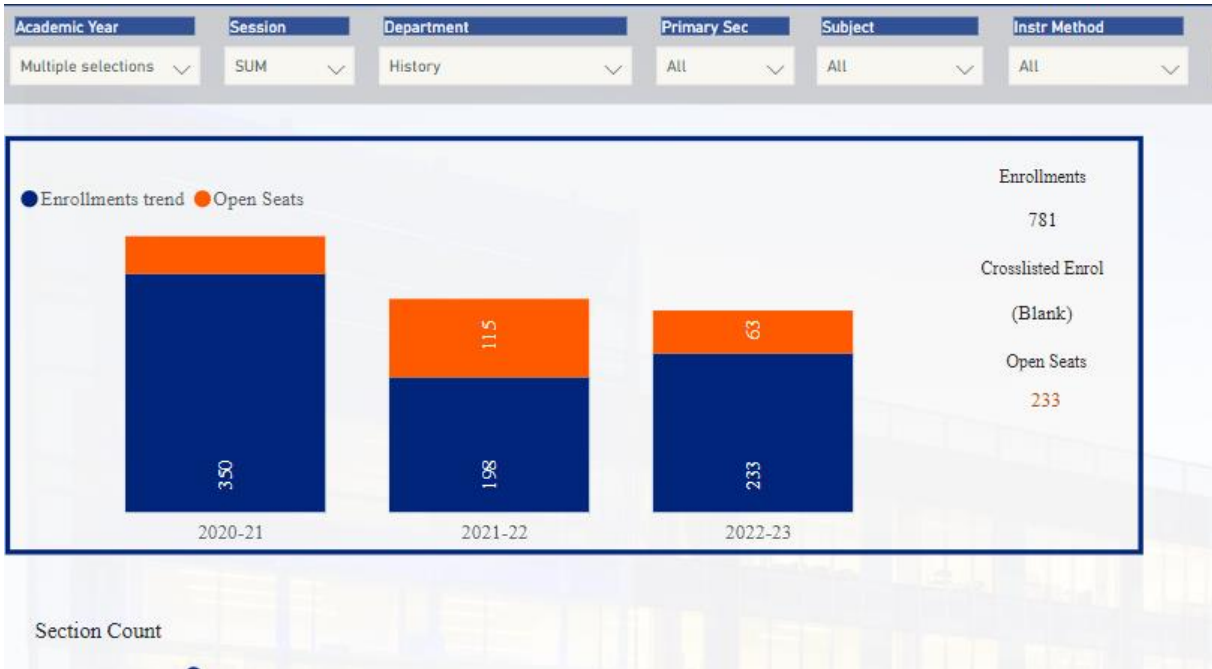 Academic Year Session Department Primary Sec Subject Instr Method
Multiple selections SUM History All All All
Enrollments trend Open Seats
Enrollments
781
Crosslisted Enrol
(Blank)
Open Seats
233
115
63
350
198
233
2020-21 2021-22 2022-23
Section Count